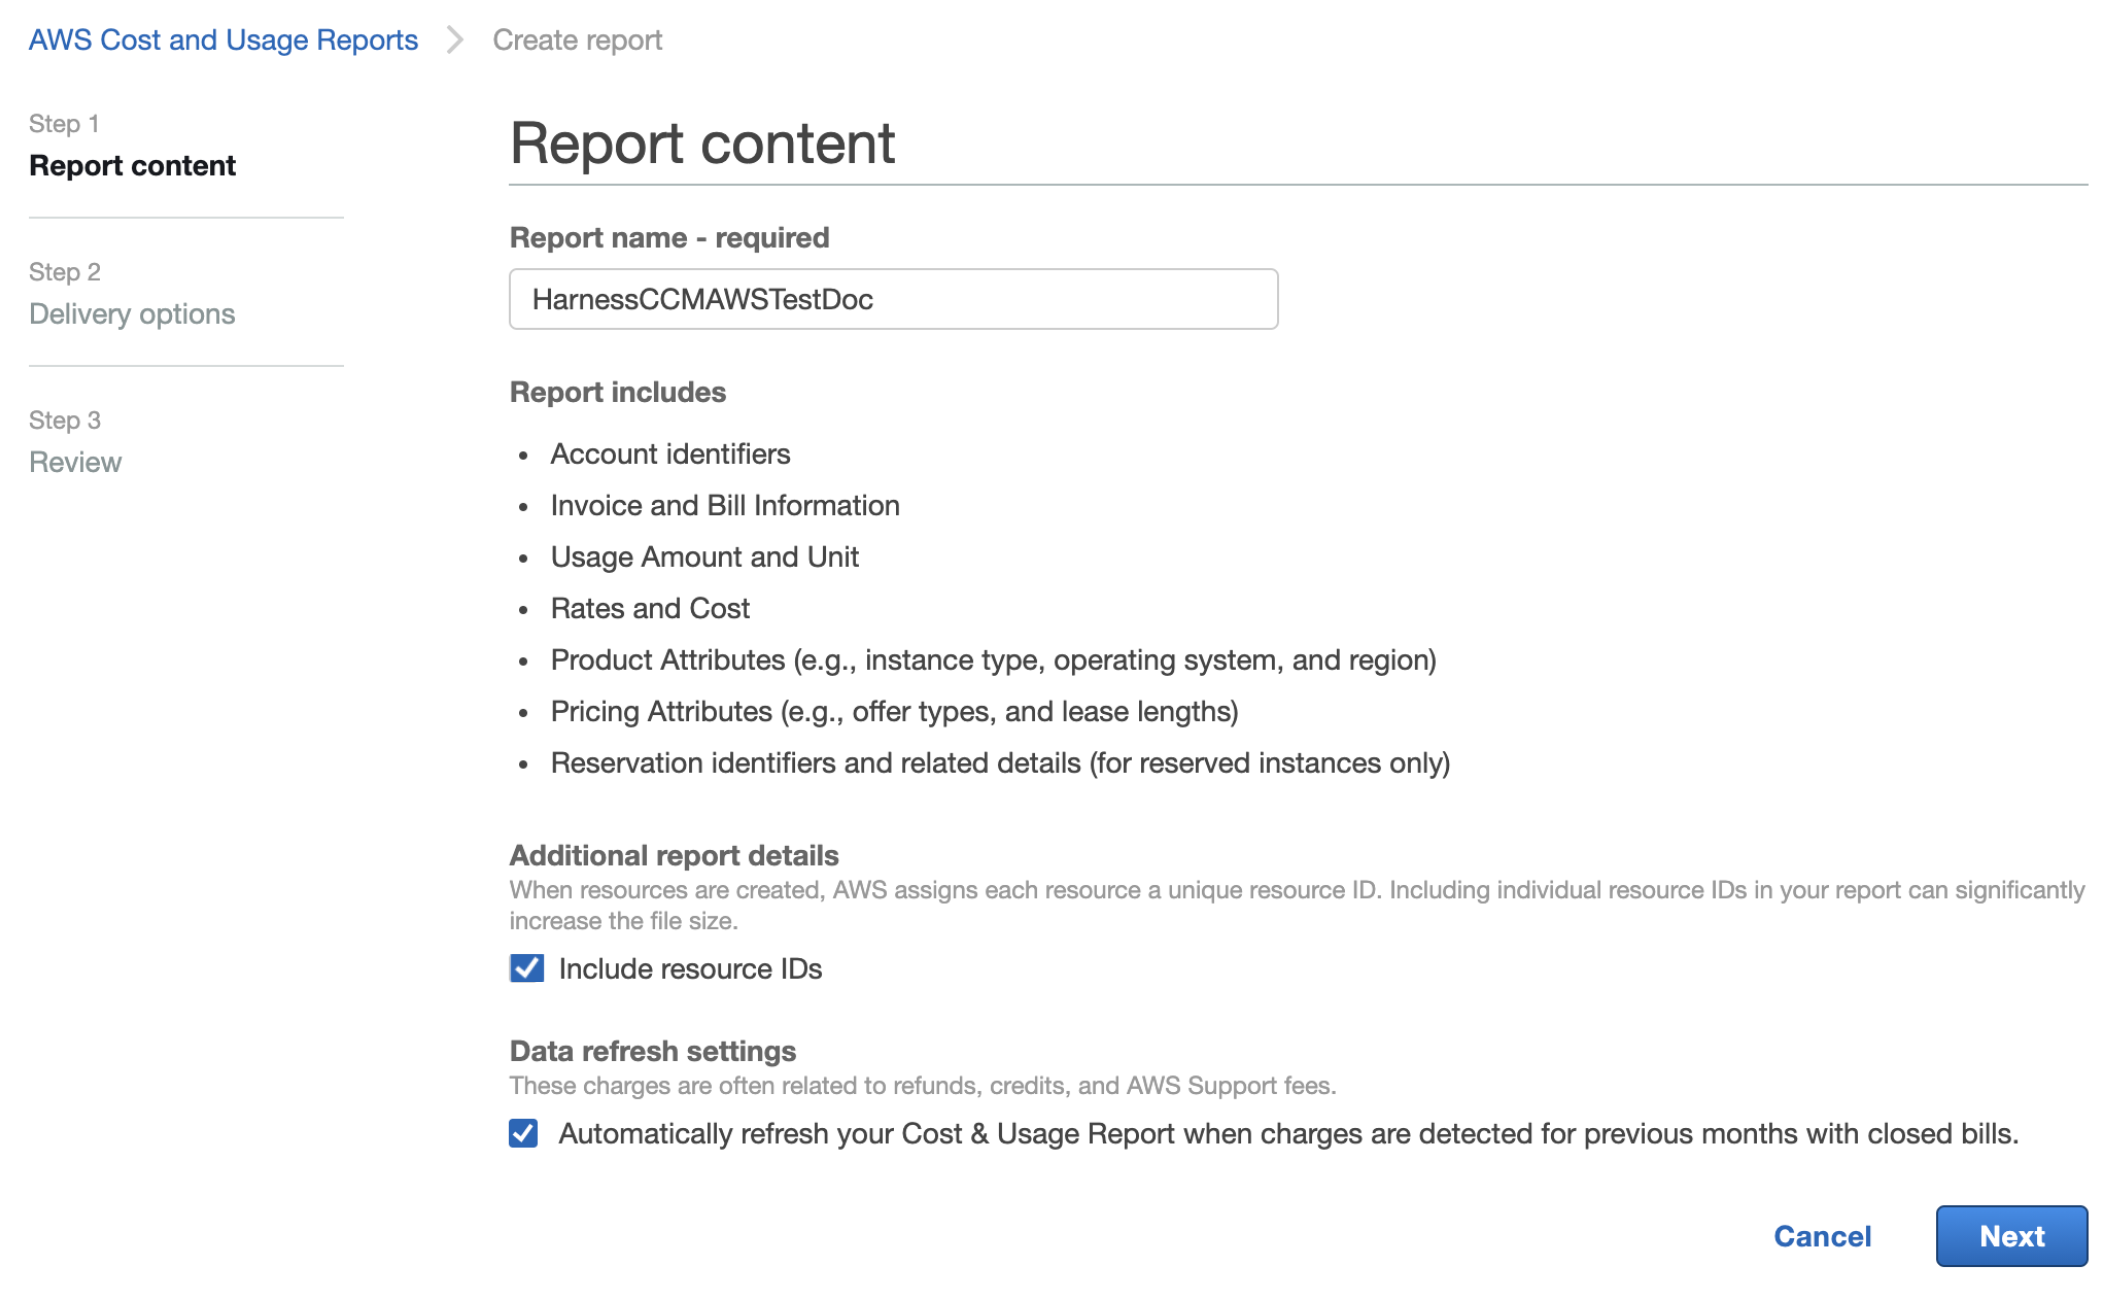 AWS Cost and Usage Reports Create report
Step 1
Report content
Step 2
Delivery options
Step 3
Review
Report content
Report name - required
HarnessCCMAWSTestDoc
Report includes
• Account identifiers
• Invoice and Bill Information
• Usage Amount and Unit
• Rates and Cost
• Product Attributes (e.g., instance type, operating system, and region)
• Pricing Attributes (e.g., offer types, and lease lengths)
• Reservation identifiers and related details (for reserved instances only)
Additional report details
When resources are created, AWS assigns each resource a unique resource ID. Including individual resource IDs in your report can significantly
increase the file size.
Include resource IDs
Data refresh settings
These charges are often related to refunds, credits, and AWS Support fees.
Automatically refresh your Cost & Usage Report when charges are detected for previous months with closed bills.
Cancel Next